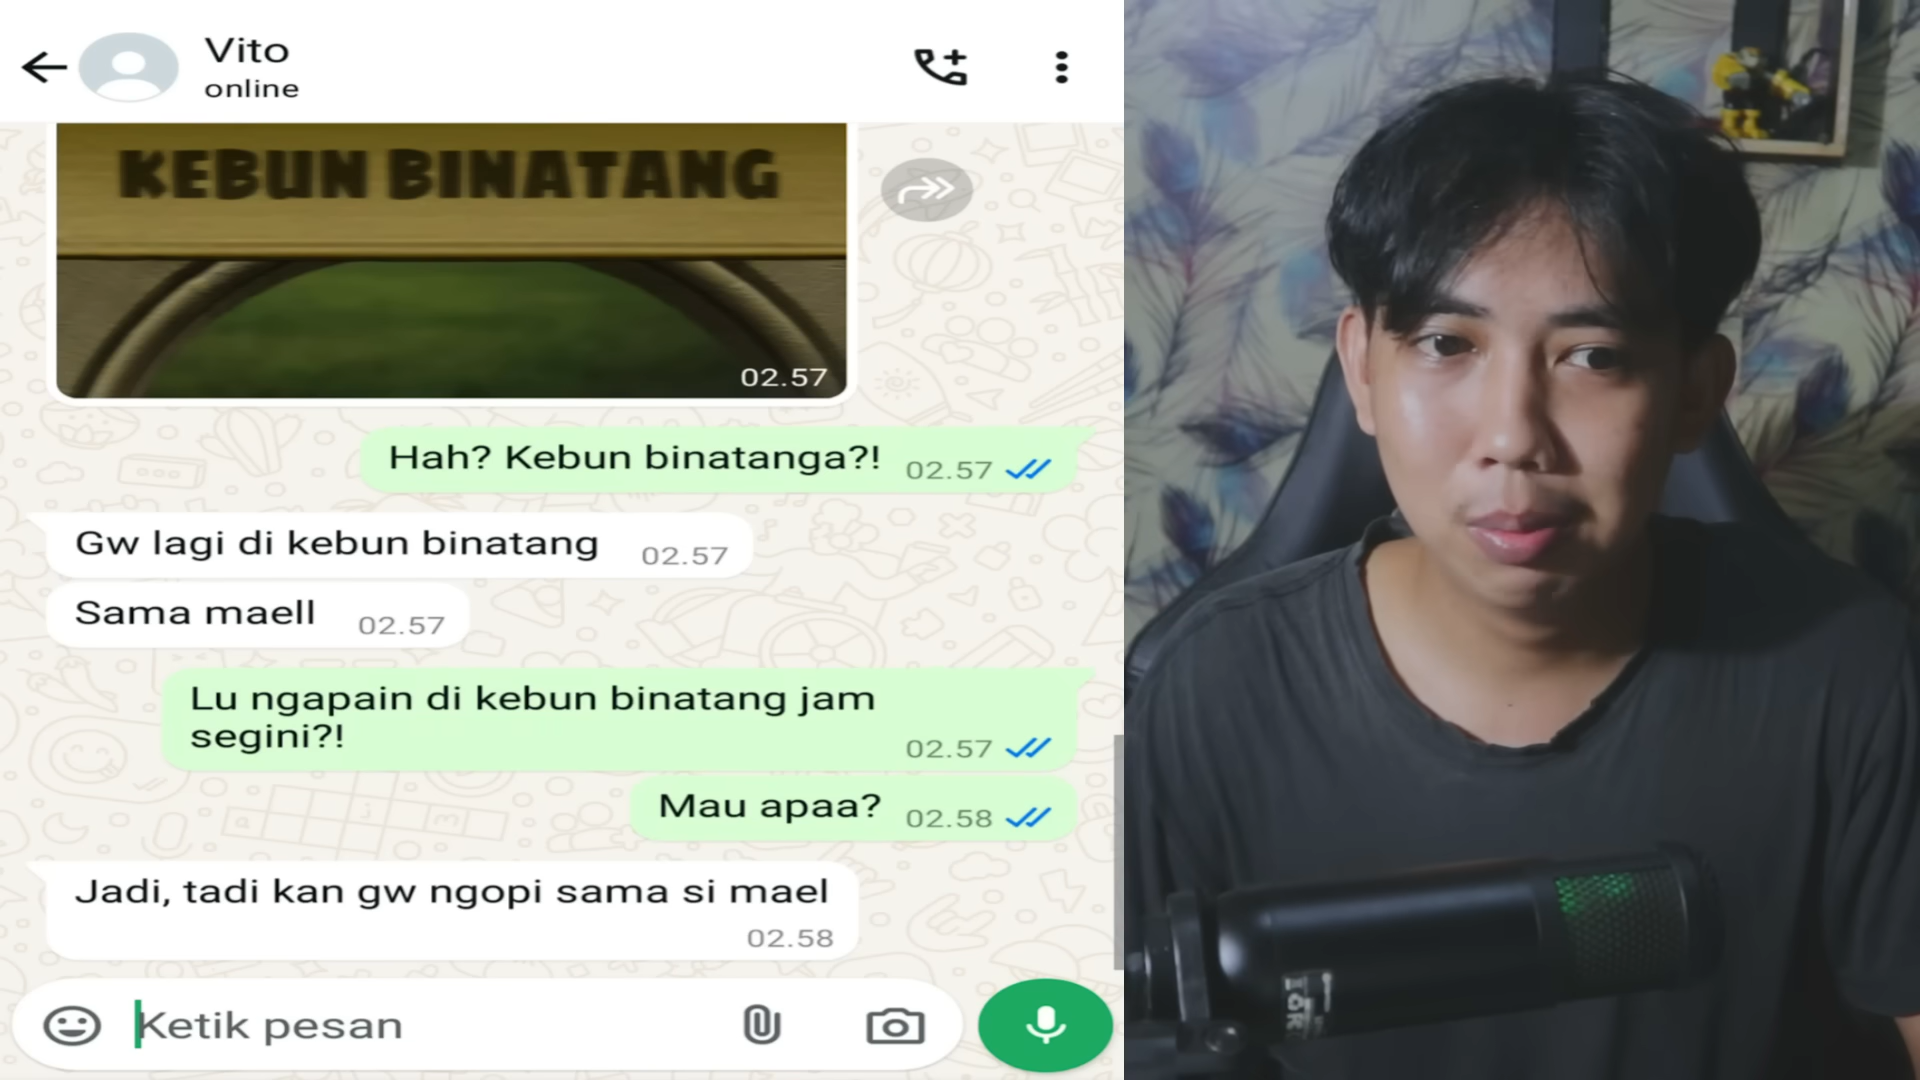 Vito
online
KEBUN BINATANG
02.57
Hah? Kebun binatanga?! 02.57
Gw lagi di kebun binatang 02.57
Sama maell 02.57
Lu ngapain di kebun binatang jam
segini?! 02.57
Mau apaa? 02.58
Jadi, tadi kan gw ngopi sama si mael
02.58
Ketik pesan